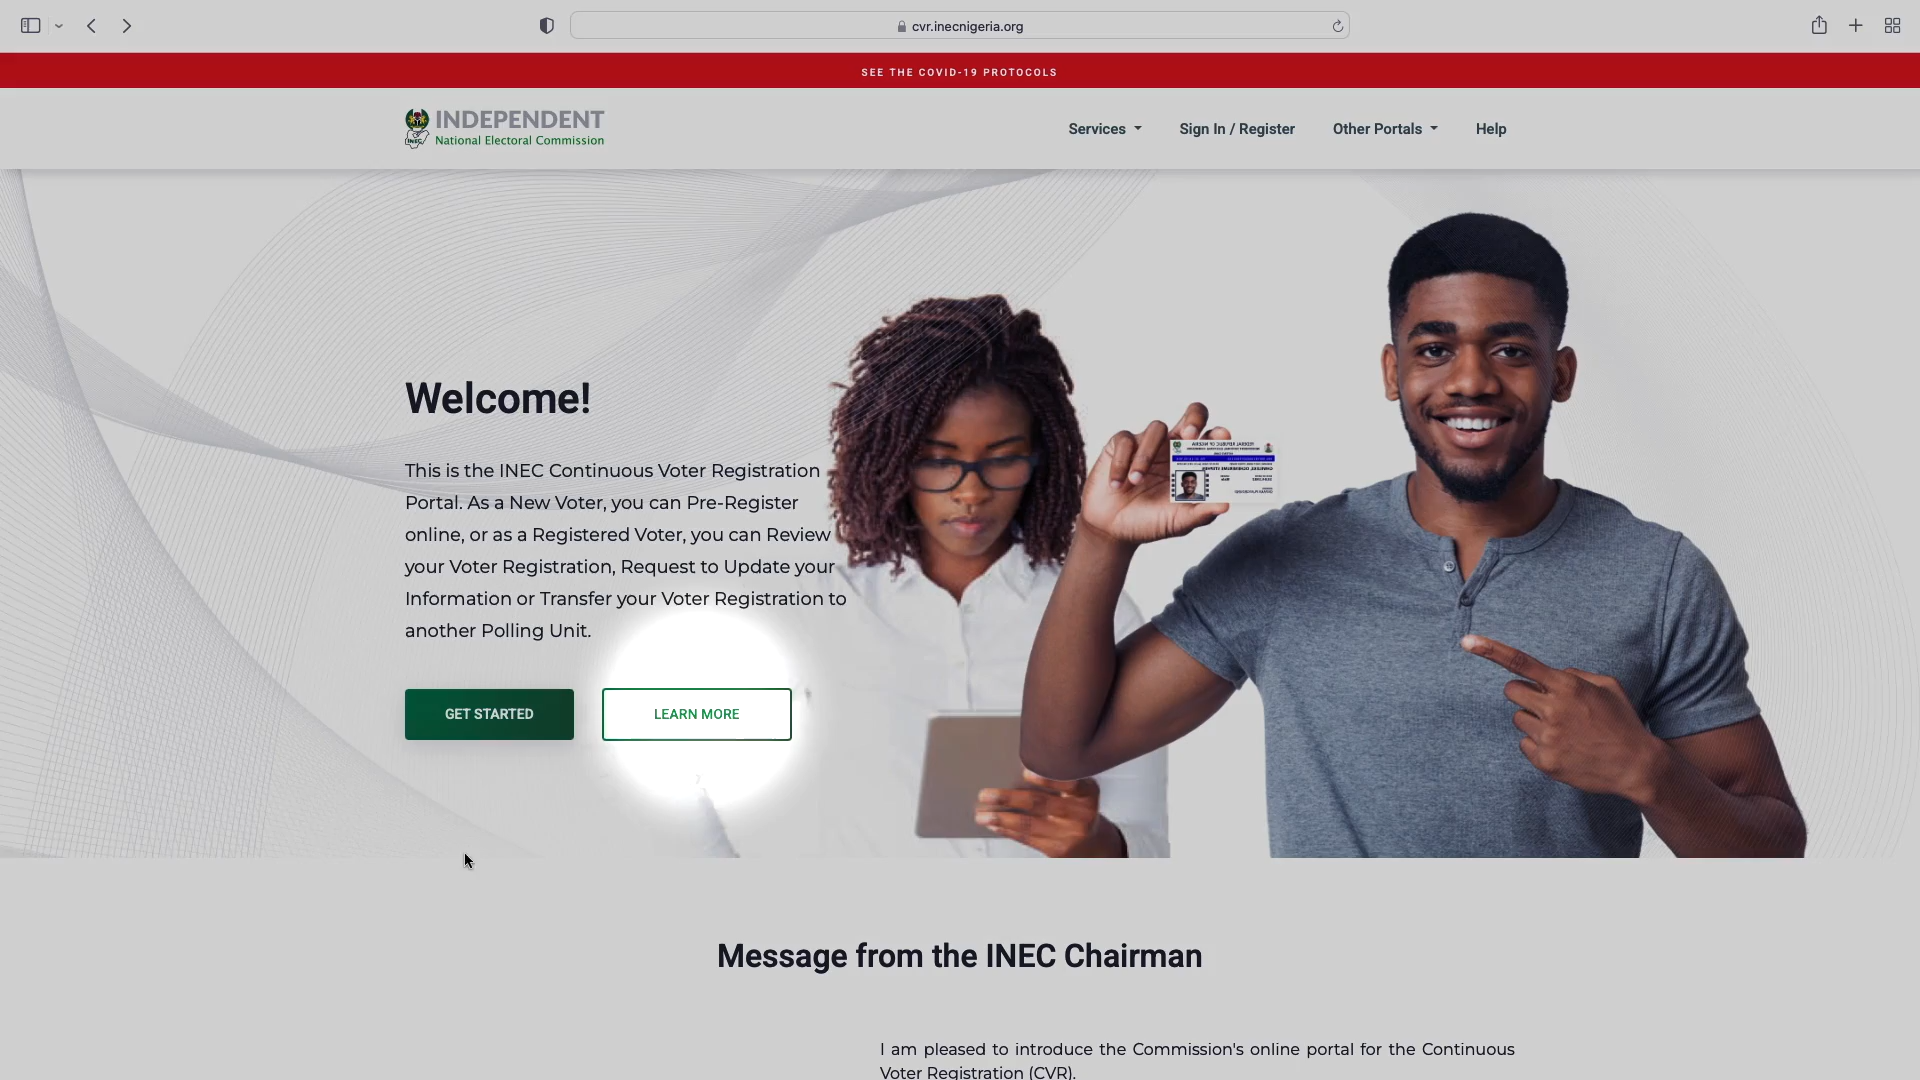 cvr.inecnigeria.org
SEE THE COVID-19 PROTOCOLS
INDEPENDENT
National Electoral Commission
INEC
Services
Sign In / Register
Other Portals
Help
Welcome!
This is the INEC Continuous Voter Registration
Portal. As a New Voter, you can Pre-Register
online, or as a Registered Voter, you can Review
your Voter Registration, Request to Update your
Information or Transfer your Voter Registration to
another Polling Unit.
GET STARTED
LEARN MORE
Message from the INEC Chairman
I am pleased to introduce the Commission's online portal for the Continuous
Voter Registration (CVR).